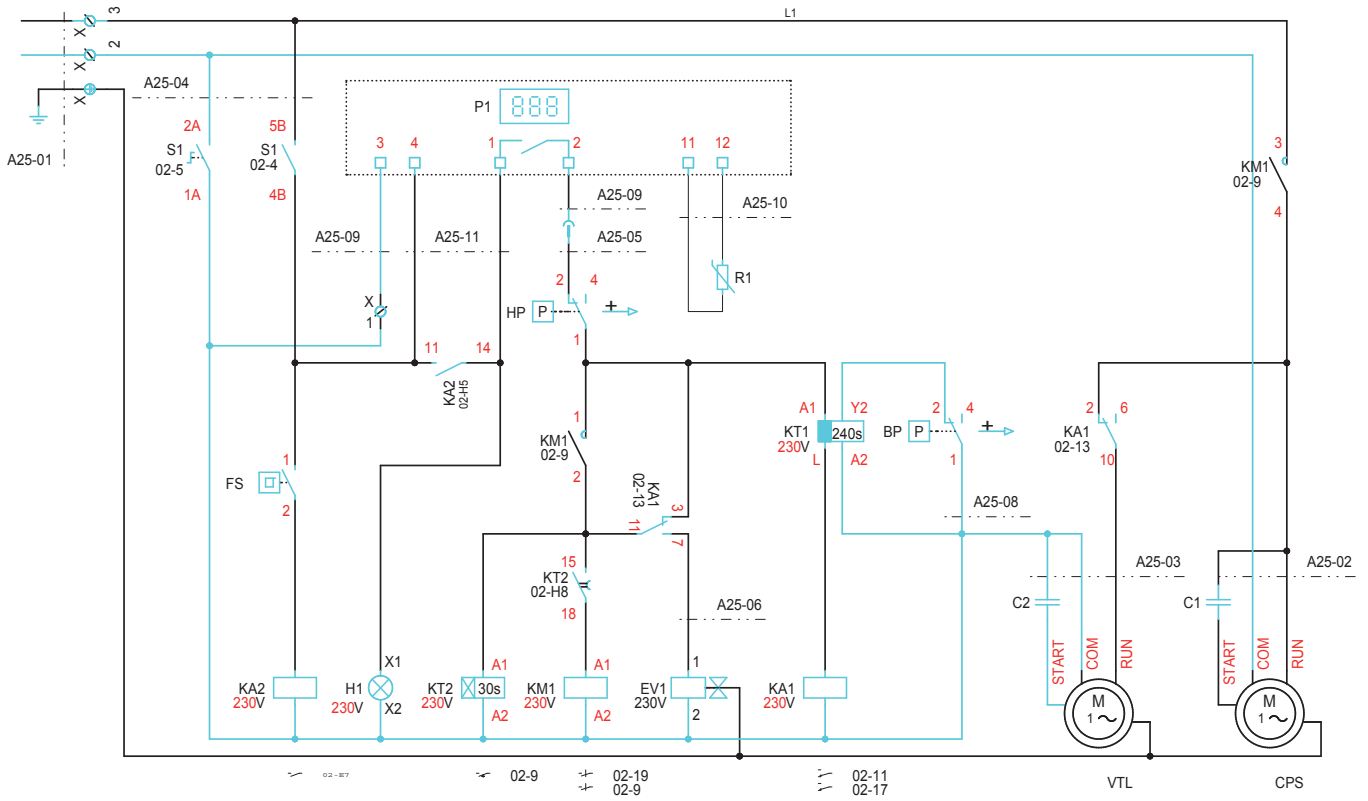 3
L1
X
2
X
A25-04
X
P1
888
A25-01
2A
5B
3
4
1
2
11
12
3
S1
02-5
S1
02-4
KM1
02-9
1A
4B
A25-09
A25-10
4
A25-09
A25-11
A25-05
2
4
R1
X
1
HP
P
+
1
11
14
KA2
02-H5
1
KM1
02-9
2
A1
Y2
KT1
230V
240s
L
A2
2
4
BP
P
+
1
2
6
KA1
02-13
10
1
FS
2
KA1
02-13
3
11
7
A25-08
15
KT2
02-H8
18
A25-06
A25-03
A25-02
C2
C1
START
COM
RUN
START
COM
RUN
X1
A1
A1
1
KA2
230V
H1
230V
X2
KT2
230V
30s
A2
KM1
230V
A2
EV1
230V
2
KA1
230V
M
1
M
1
02-E7
02-9
02-19
02-9
02-11
02-17
VTL
CPS